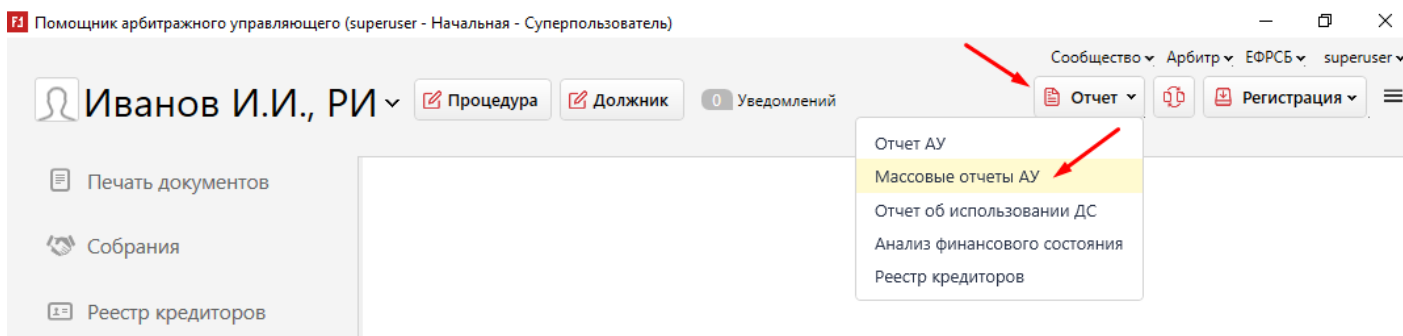 Помощник арбитражного управляющего (superuser - Начальная - Суперпользователь)
Сообщество Арбитр ЕФРСБ superuser
Иванов И.И., РИ Процедура Должник 0 Уведомлений Отчет Регистрация
Отчет АУ
Массовые отчеты АУ
Отчет об использовании ДС
Анализ финансового состояния
Реестр кредиторов
Печать документов
Собрания
Реестр кредиторов